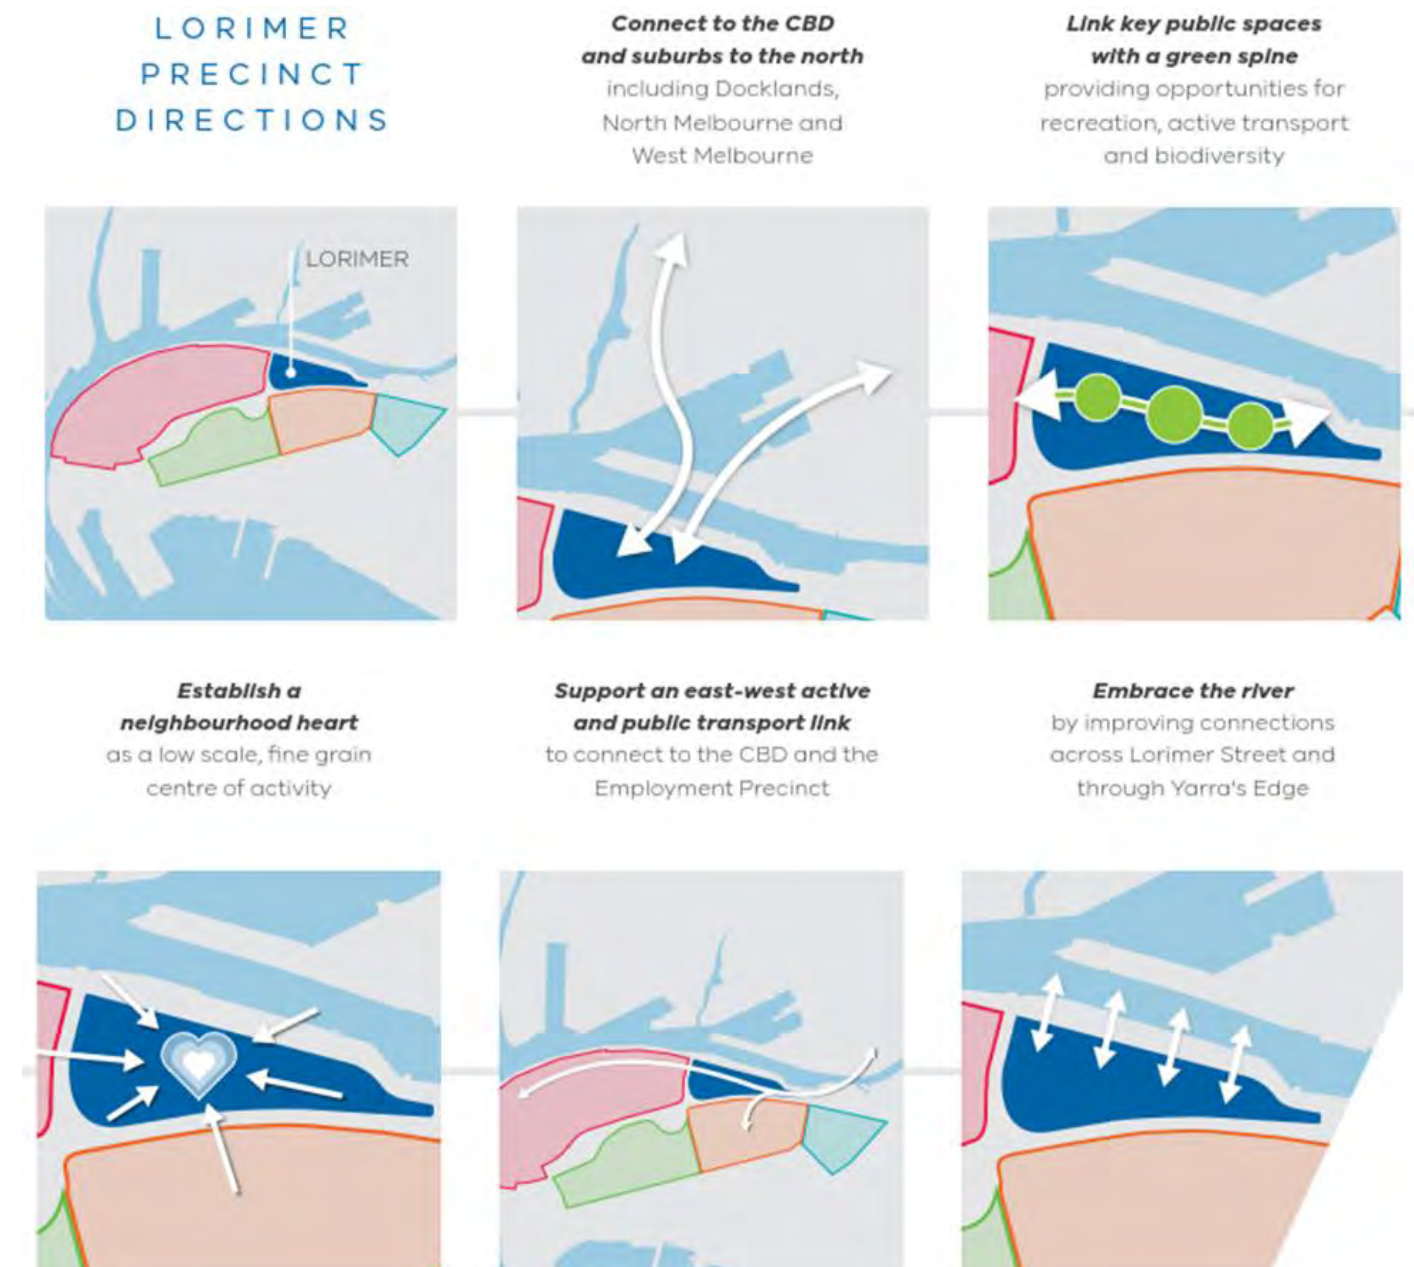 LORIMER
PRECINCT
DIRECTIONS
Connect to the CBD
and suburbs to the north
including Docklands,
North Melbourne and
West Melbourne
Link key public spaces
with a green spine
providing opportunities for
recreation, active transport
and biodiversity
LORIMER
Establish a
neighbourhood heart
as a low scale, fine grain
centre of activity
Support an east-west active
and public transport link
to connect to the CBD and the
Employment Precinct
Embrace the river
by improving connections
across Lorimer Street and
through Yarra's Edge